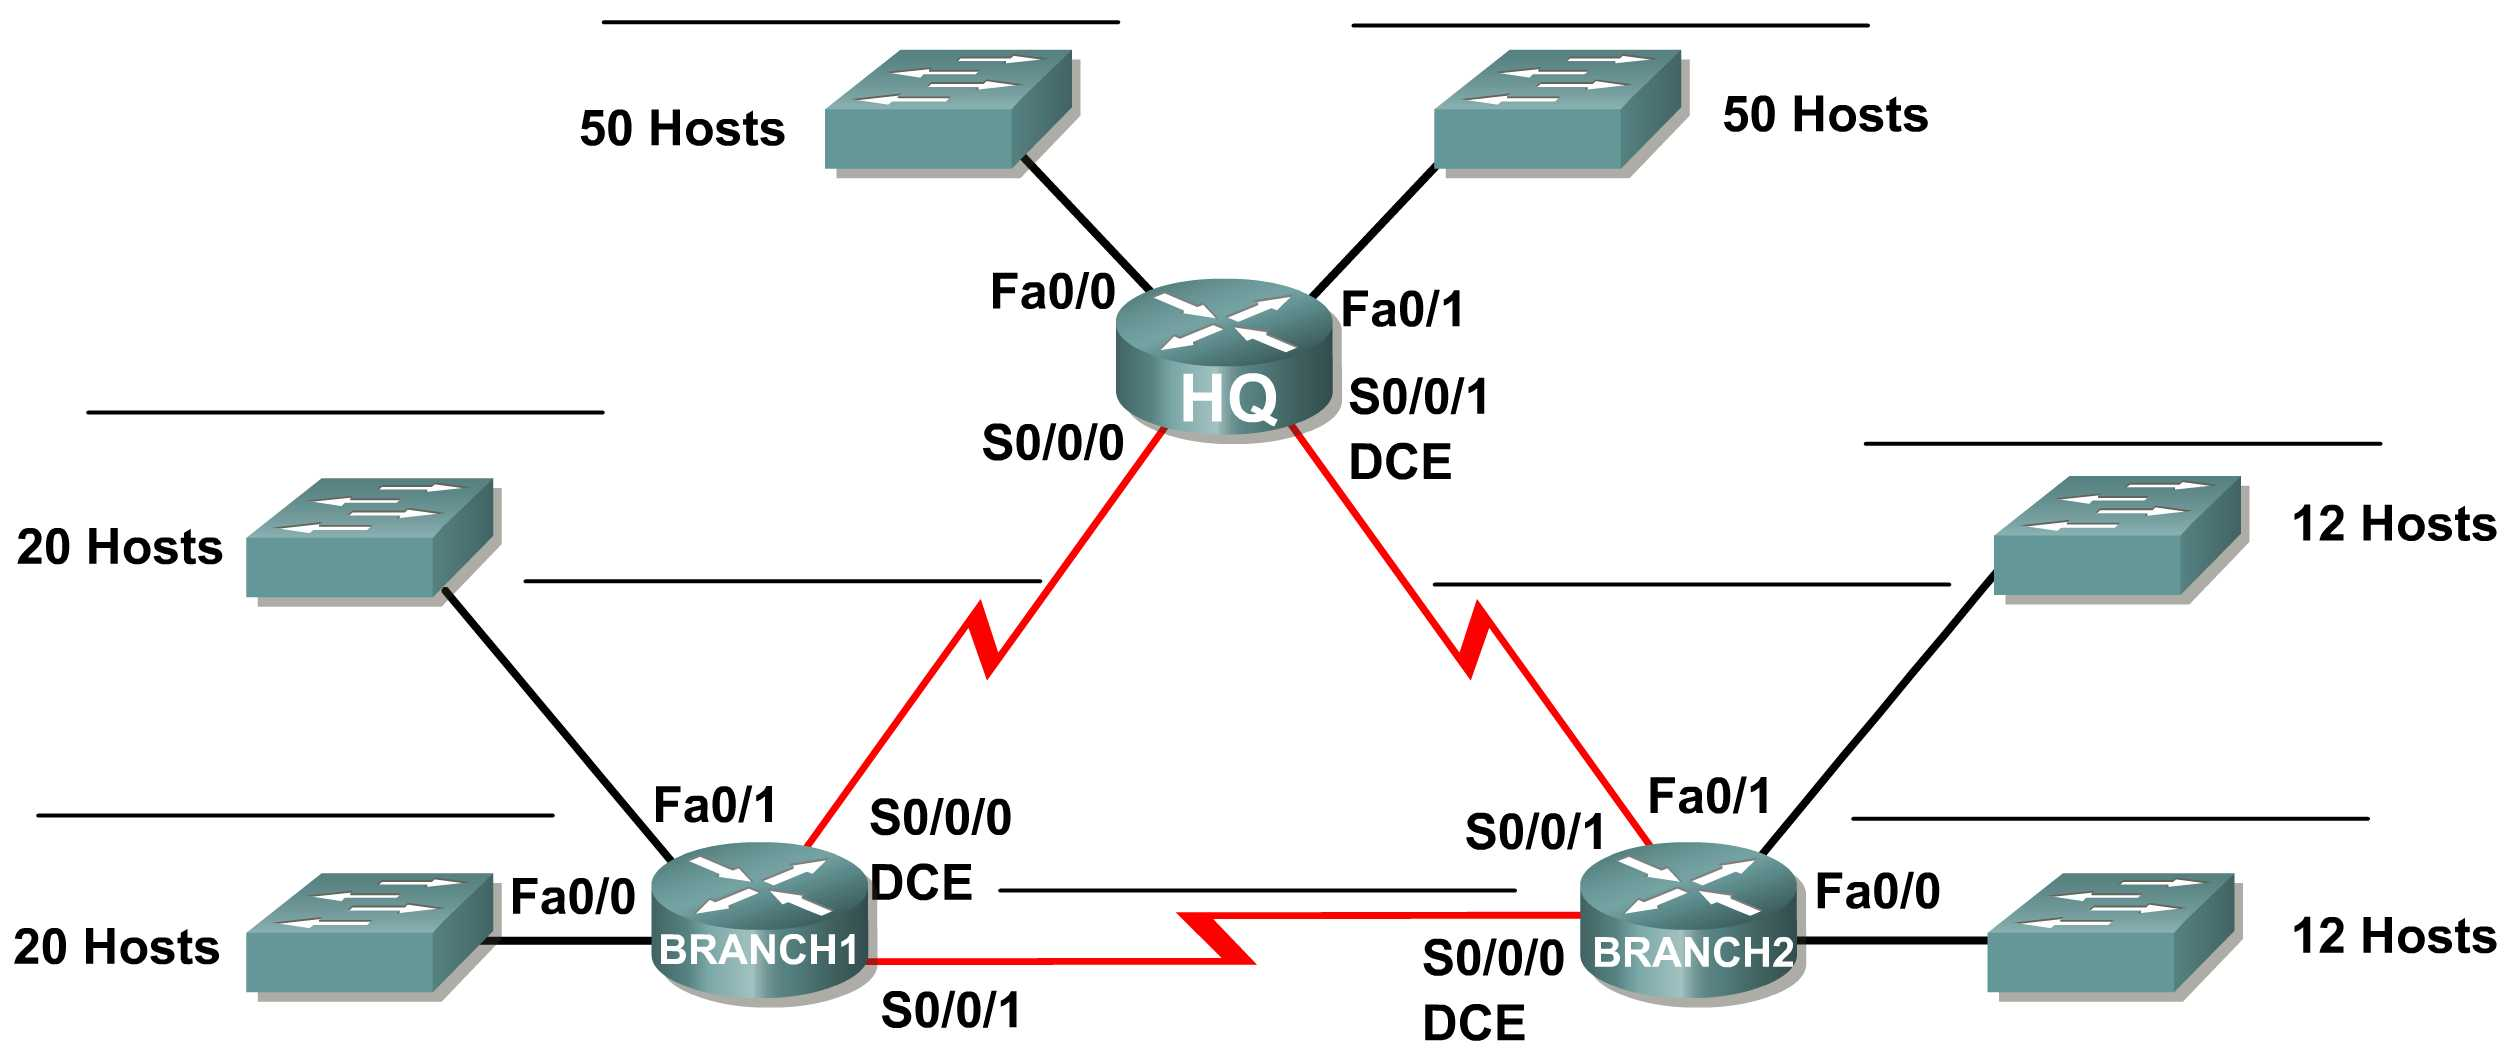 50 Hosts
50 Hosts
Fa0/0
Fa0/1
HQ
S0/0/1
DCE
S0/0/0
20 Hosts
12 Hosts
Fa0/1
S0/0/0
DCE
Fa0/1
S0/0/1
Fa0/0
Fa0/0
20 Hosts
BRANCH1
BRANCH2
12 Hosts
S0/0/0
DCE
S0/0/1